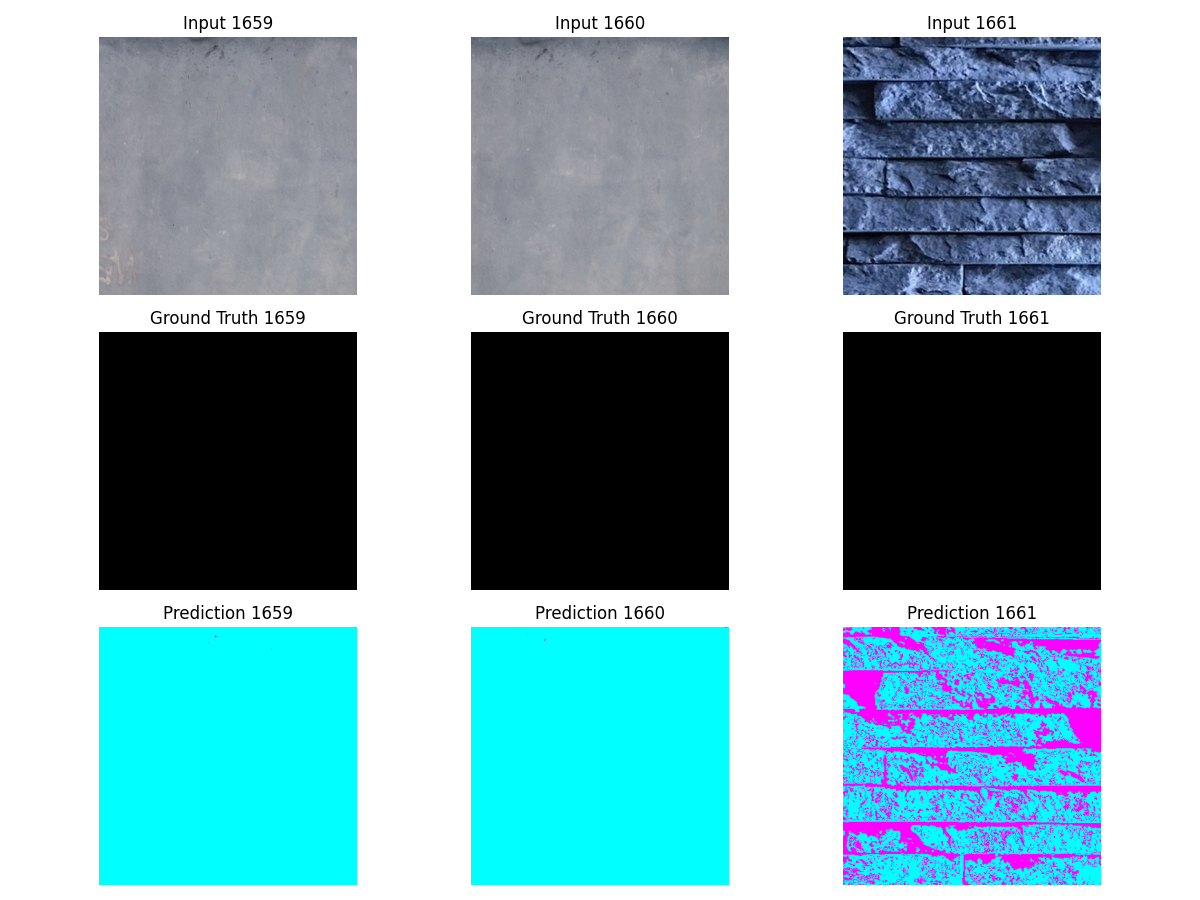 Input 1659
Input 1660
Input 1661
Ground Truth 1659
Ground Truth 1660
Ground Truth 1661
Prediction 1659
Prediction 1660
Prediction 1661